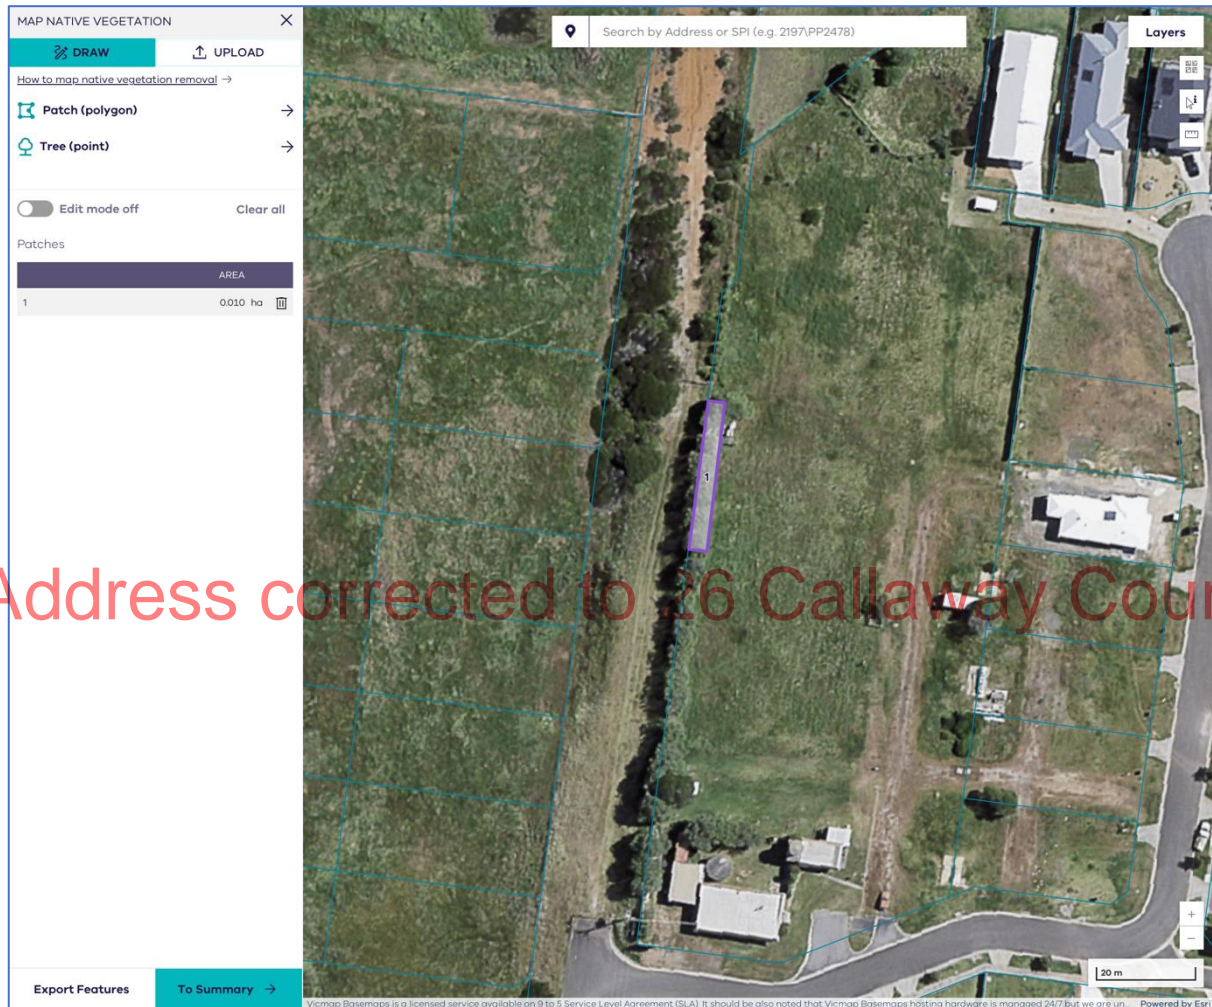 MAP NATIVE VEGETATION
DRAW
UPLOAD
How to map native vegetation removal →
Patch (polygon)
Tree (point)
Edit mode off
Clear all
Patches
AREA
1 0.010 ha
Export Features
To Summary →
Search by Address or SPI (e.g. 2197\PP2478)
Layers
1
Address corrected to 26 Callaway Cour
+
−
20 m
Vicmap Basemaps is a licensed service available on 9 to 5 Service Level Agreement (SLA). It should be also noted that Vicmap Basemaps hosting hardware is managed 24/7 but we are un... Powered by Esri